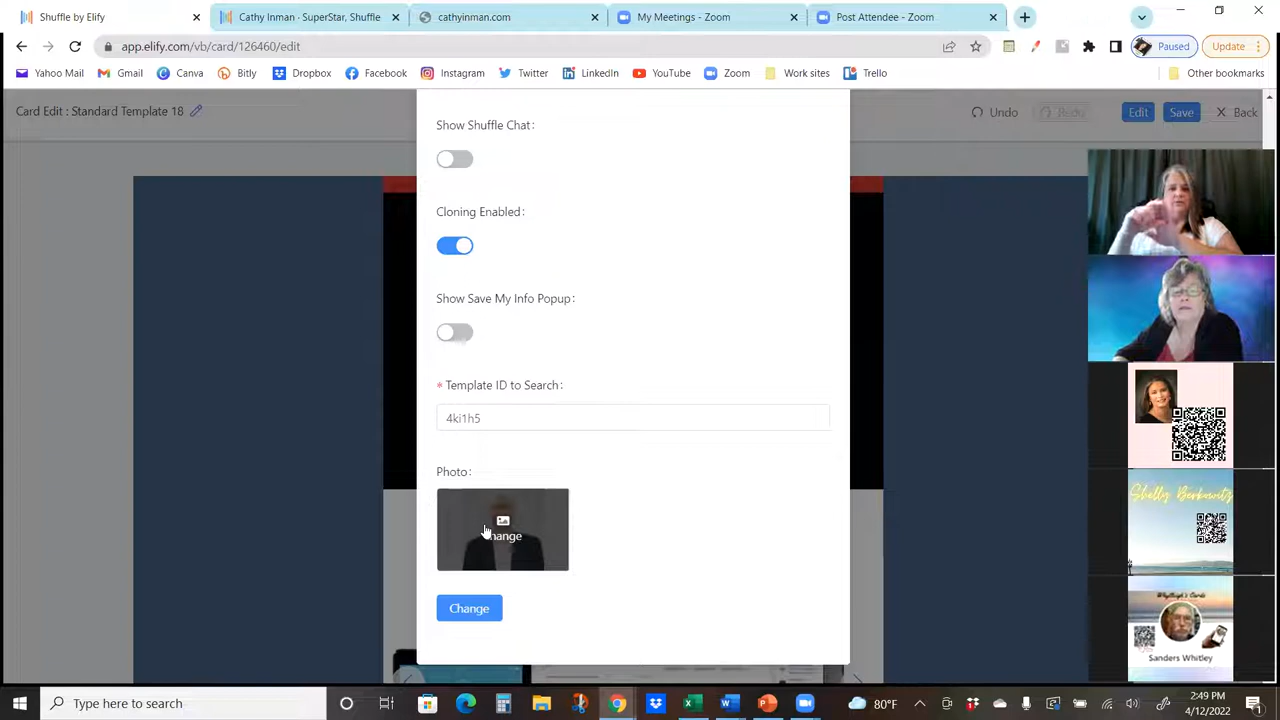 Shuffle by Elify
Cathy Inman - SuperStar, Shuffle
cathyinman.com
My Meetings - Zoom
Post Attendee - Zoom
app.elify.com/vb/card/126460/edit
Paused
Update
Yahoo Mail
Gmail
Canva
Bitly
Dropbox
Facebook
Instagram
Twitter
LinkedIn
YouTube
Zoom
Work sites
Trello
Other bookmarks
Card Edit : Standard Template 18
Undo
Redo
Edit
Save
Back
Show Shuffle Chat:
Cloning Enabled:
Show Save My Info Popup:
* Template ID to Search:
4ki1h5
Photo:
Change
Change
Shelly Berkowitz
Sanders Whitley
Type here to search
80°F
2:49 PM
4/12/2022